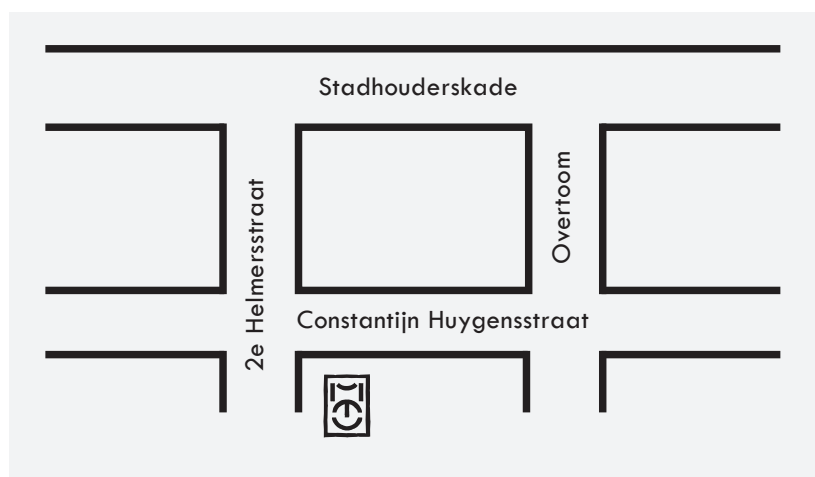 Stadhouderskade
2e Helmersstraat
Overtoom
Constantijn Huygensstraat